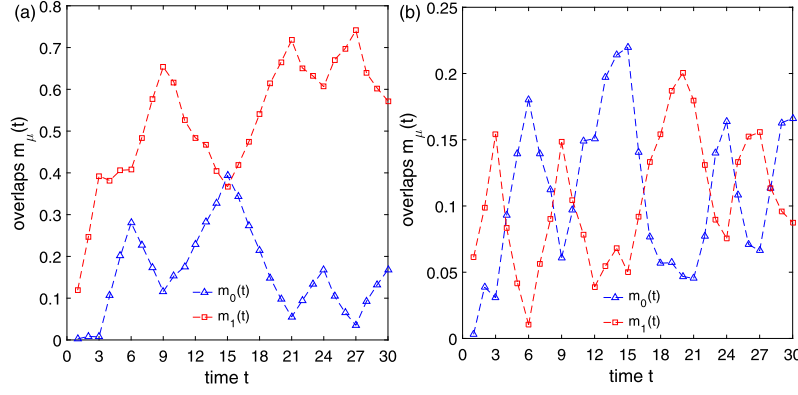 (a)
overlaps m_μ(t)
0.8
0.7
0.6
0.5
0.4
0.3
0.2
0.1
0
m_0(t)
m_1(t)
0 1 3 6 9 12 15 18 21 24 27 30
time t
(b)
overlaps m_μ(t)
0.25
0.2
0.15
0.1
0.05
0
m_0(t)
m_1(t)
0 1 3 6 9 12 15 18 21 24 27 30
time t